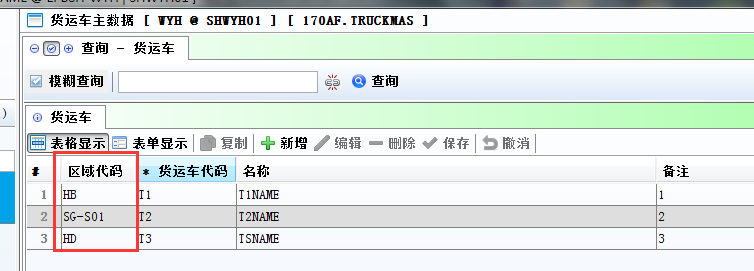 货运车主数据 [ WYH @ SHWYH01 ] [ 170AF.TRUCKMAS ]
查询 - 货运车
模糊查询 查询
)
货运车
表格显示 表单显示 复制 新增 编辑 删除 保存 撤消
# 区域代码 * 货运车代码 名称 备注
1 HB T1 T1NAME 1
2 SG-S01 T2 T2NAME 2
3 HD T3 TSNAME 3